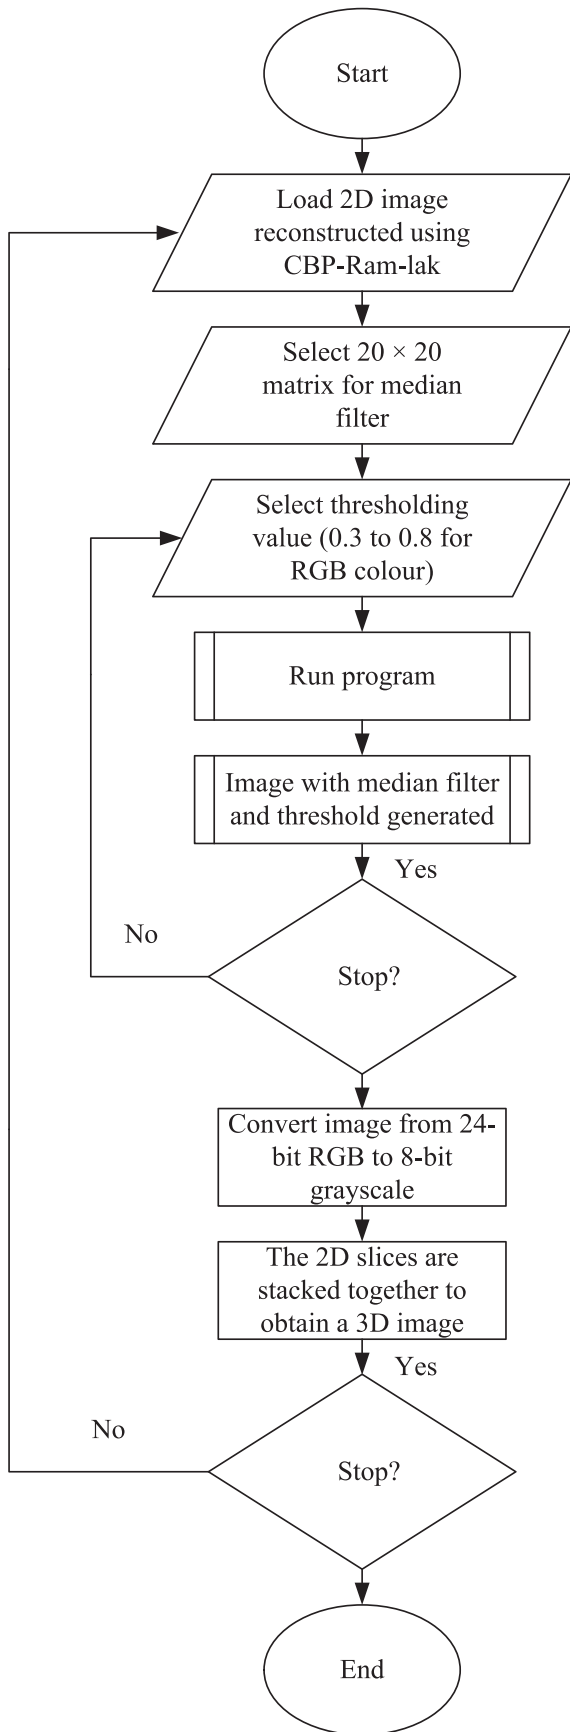 Start
Load 2D image
reconstructed using
CBP-Ram-lak
Select 20 × 20
matrix for median
filter
Select thresholding
value (0.3 to 0.8 for
RGB colour)
Run program
Image with median filter
and threshold generated
Yes
No
Stop?
Convert image from 24-
bit RGB to 8-bit
grayscale
The 2D slices are
stacked together to
obtain a 3D image
Yes
No
Stop?
End